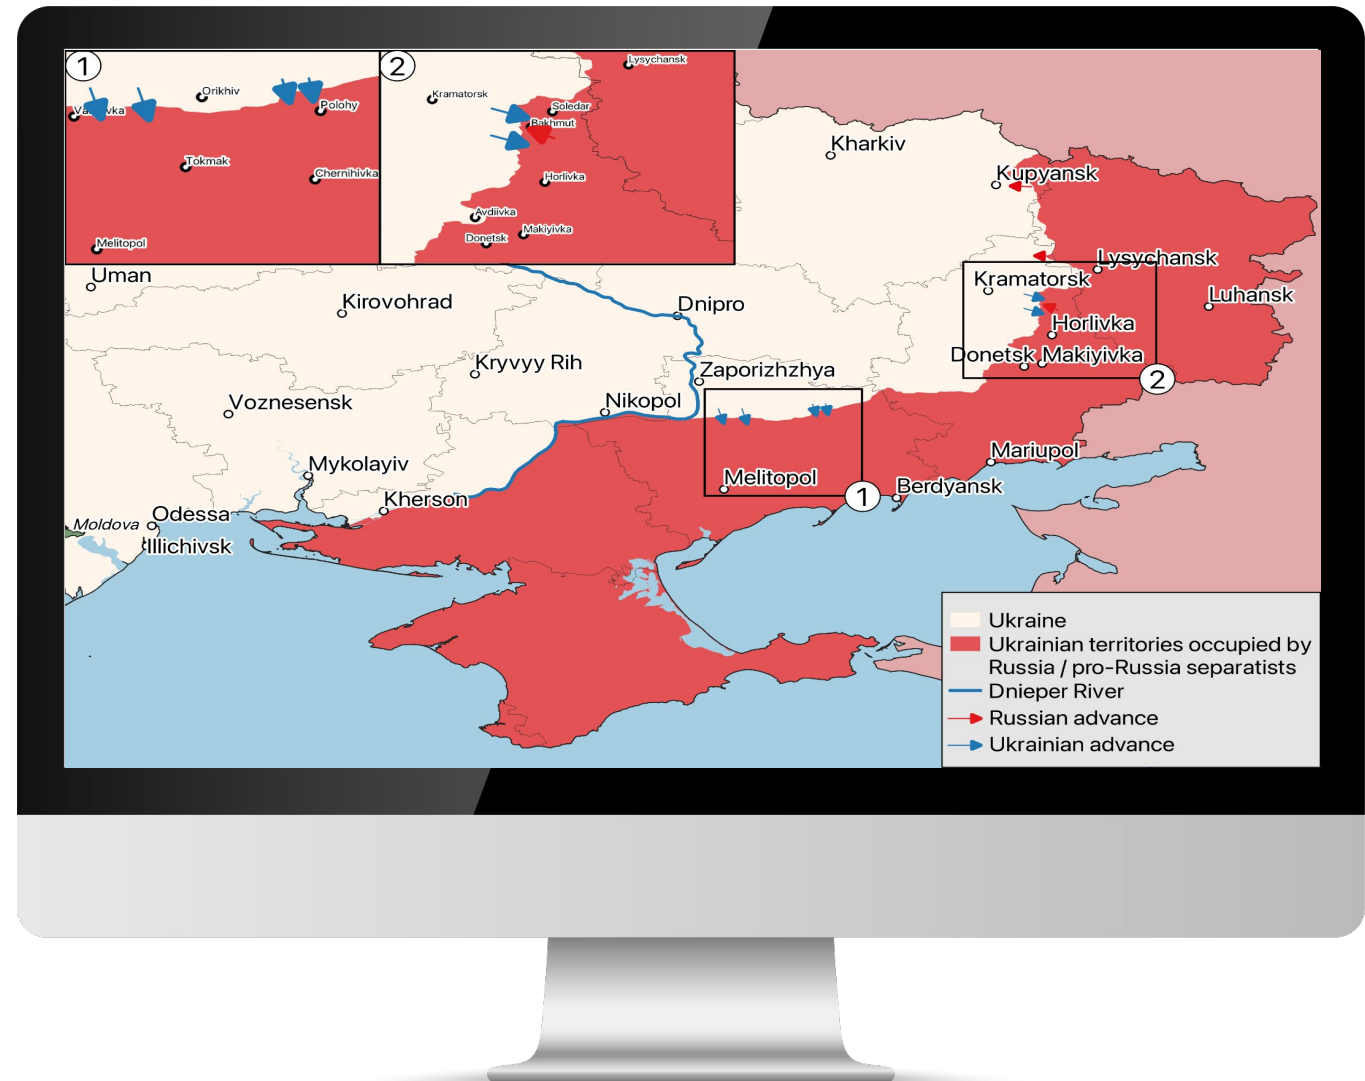 1
Orikhiv
Polohy
Tokmak
Chernihivka
Melitopol
2
Lysychansk
Kramatorsk
Soledar
Bakhmut
Horlivka
Avdiivka
Makiyivka
Donetsk
Kharkiv
Kupyansk
Lysychansk
Uman
Kirovohrad
Dnipro
Kramatorsk
Luhansk
Horlivka
Kryvyy Rih
Zaporizhzhya
Donetsk
Makiyivka
2
Voznesensk
Nikopol
Mykolayiv
Melitopol
Mariupol
Kherson
1
Berdyansk
Moldova
Odessa
Illichivsk
Ukraine
Ukrainian territories occupied by
Russia / pro-Russia separatists
Dnieper River
Russian advance
Ukrainian advance